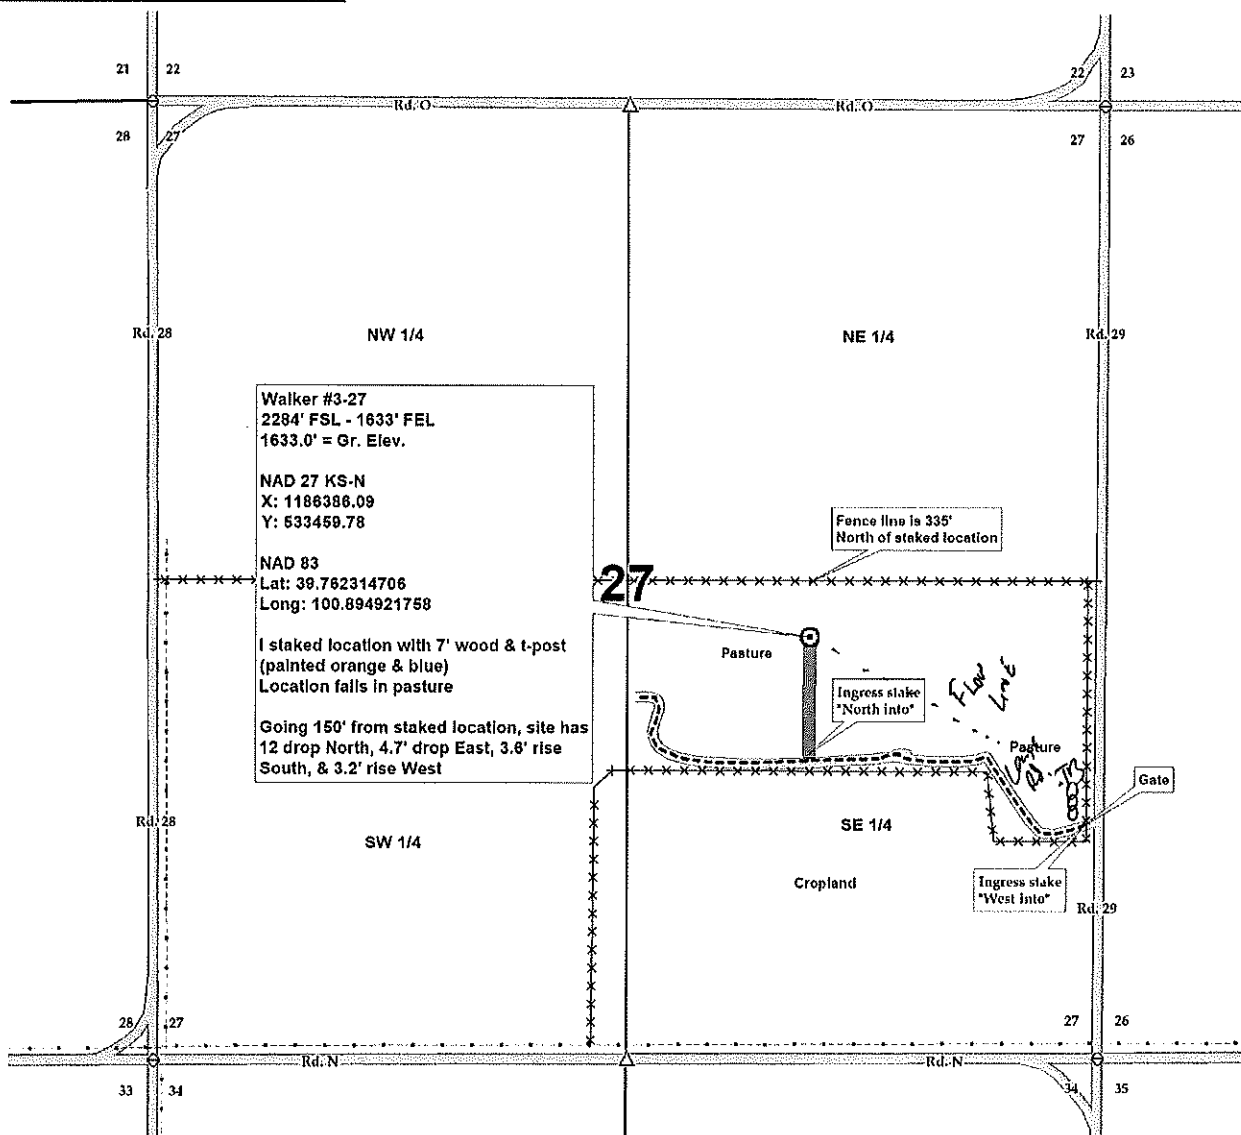 21 22
22 23
Rd. O
Rd. O
28 27
27 26
Rd. 28
NW 1/4
NE 1/4
Rd. 29
Walker #3-27
2284' FSL - 1633' FEL
1633.0' = Gr. Elev.
NAD 27 KS-N
X: 1186386.09
Y: 533459.78
NAD 83
Lat: 39.762314706
Long: 100.894921758
I staked location with 7' wood & t-post
(painted orange & blue)
Location falls in pasture
Going 150' from staked location, site has
12 drop North, 4.7' drop East, 3.6' rise
South, & 3.2' rise West
Fence line is 335'
North of staked location
27
Pasture
Ingress stake
"North into"
FLOW
LINE
Pasture
Gate
Rd. 28
SW 1/4
SE 1/4
Cropland
Ingress stake
"West into"
Rd. 29
28 27
27 26
Rd. N
Rd. N
33 34
34 35